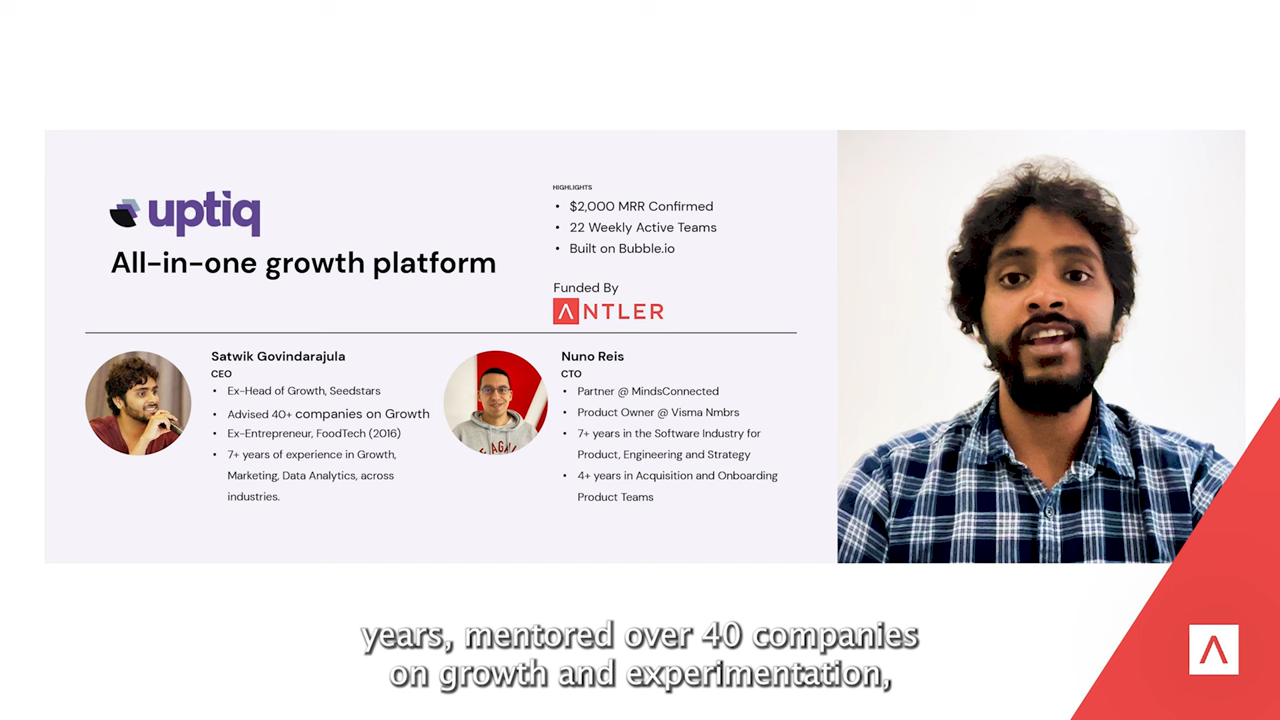 uptiq
All-in-one growth platform
HIGHLIGHTS
• $2,000 MRR Confirmed
• 22 Weekly Active Teams
• Built on Bubble.io
Funded By
ANTLER
Satwik Govindarajula
CEO
• Ex-Head of Growth, Seedstars
• Advised 40+ companies on Growth
• Ex-Entrepreneur, FoodTech (2016)
• 7+ years of experience in Growth,
Marketing, Data Analytics, across
industries.
Nuno Reis
CTO
• Partner @ MindsConnected
• Product Owner @ Visma Nmbrs
• 7+ years in the Software Industry for
Product, Engineering and Strategy
• 4+ years in Acquisition and Onboarding
Product Teams
years, mentored over 40 companies
on growth and experimentation,